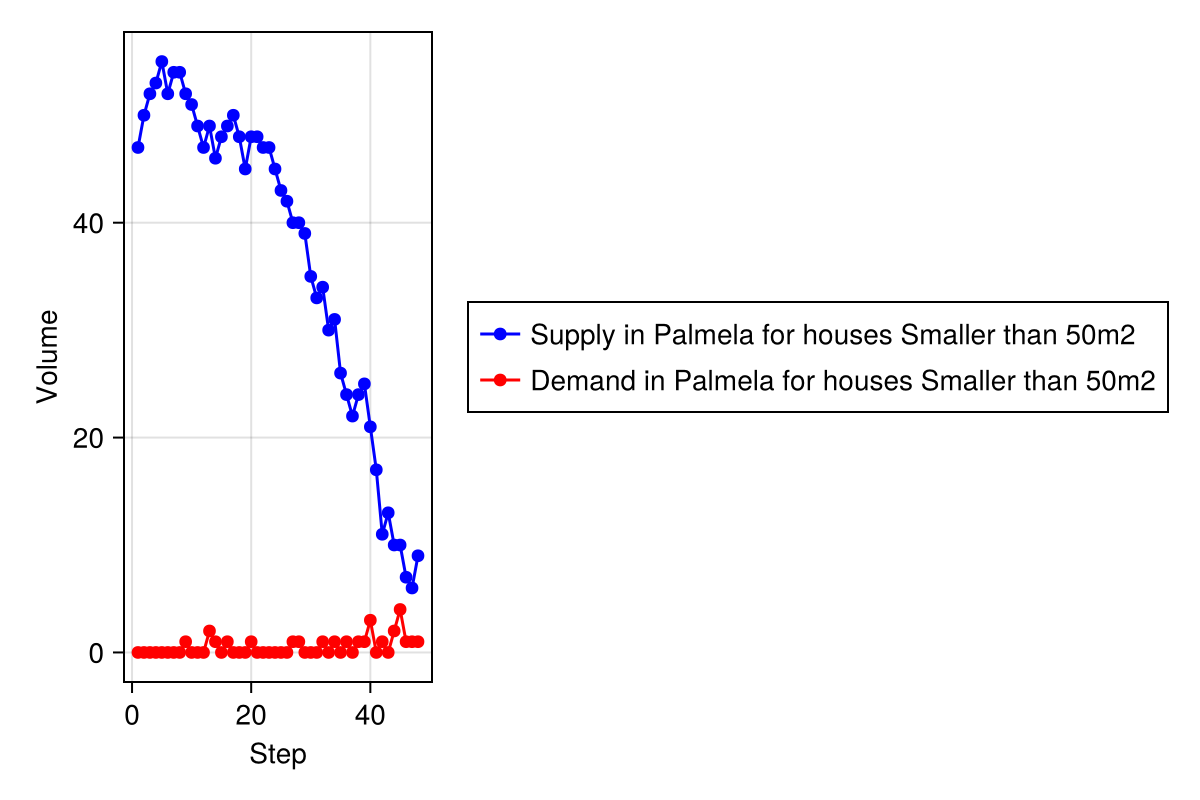 Volume
40
20
0
0 20 40
Step
Supply in Palmela for houses Smaller than 50m2
Demand in Palmela for houses Smaller than 50m2